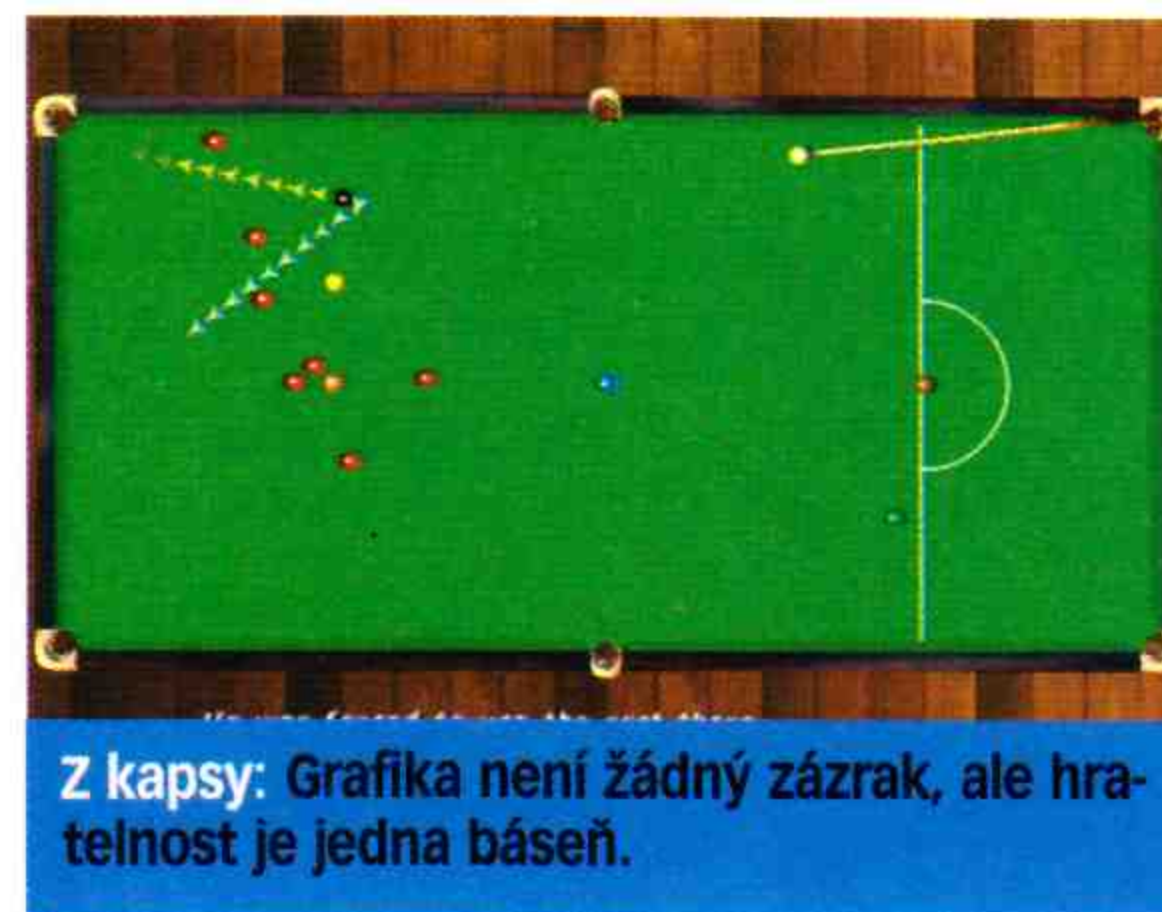 Z kapsy: Grafika není žádný zázrak, ale hra-
telnost je jedna báseň.